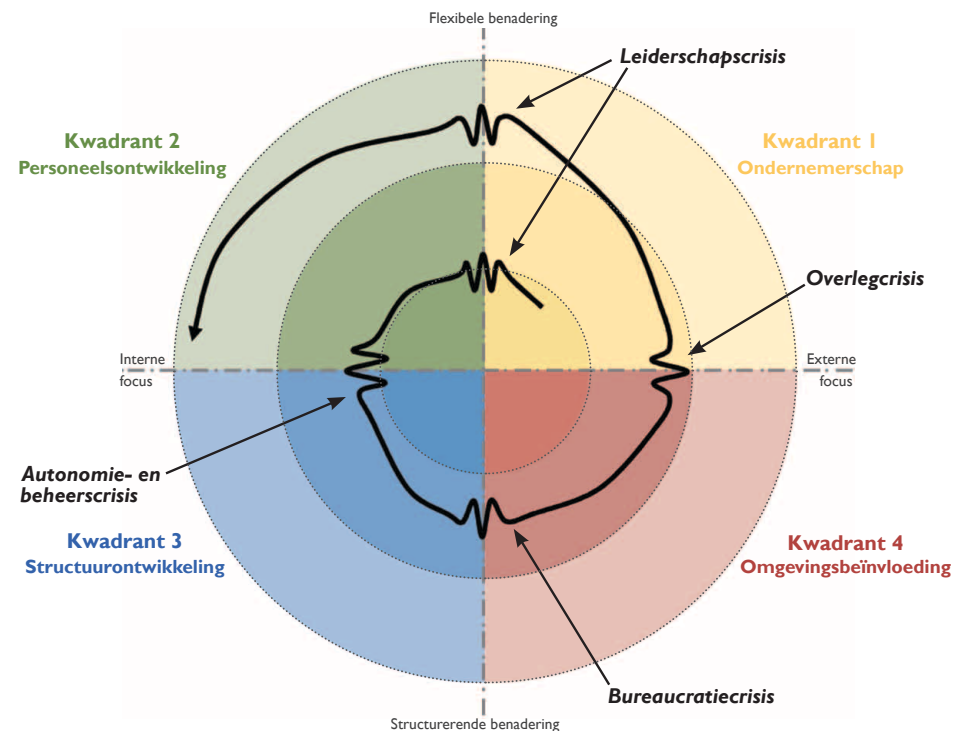 Flexibele benadering
Leiderschapscrisis
Kwadrant 2
Personeelsontwikkeling
Kwadrant 1
Ondernemerschap
Overlegcrisis
Interne
focus
Externe
focus
Autonomie- en
beheerscrisis
Kwadrant 3
Structuurontwikkeling
Kwadrant 4
Omgevingsbeïnvloeding
Bureaucratiecrisis
Structurerende benadering